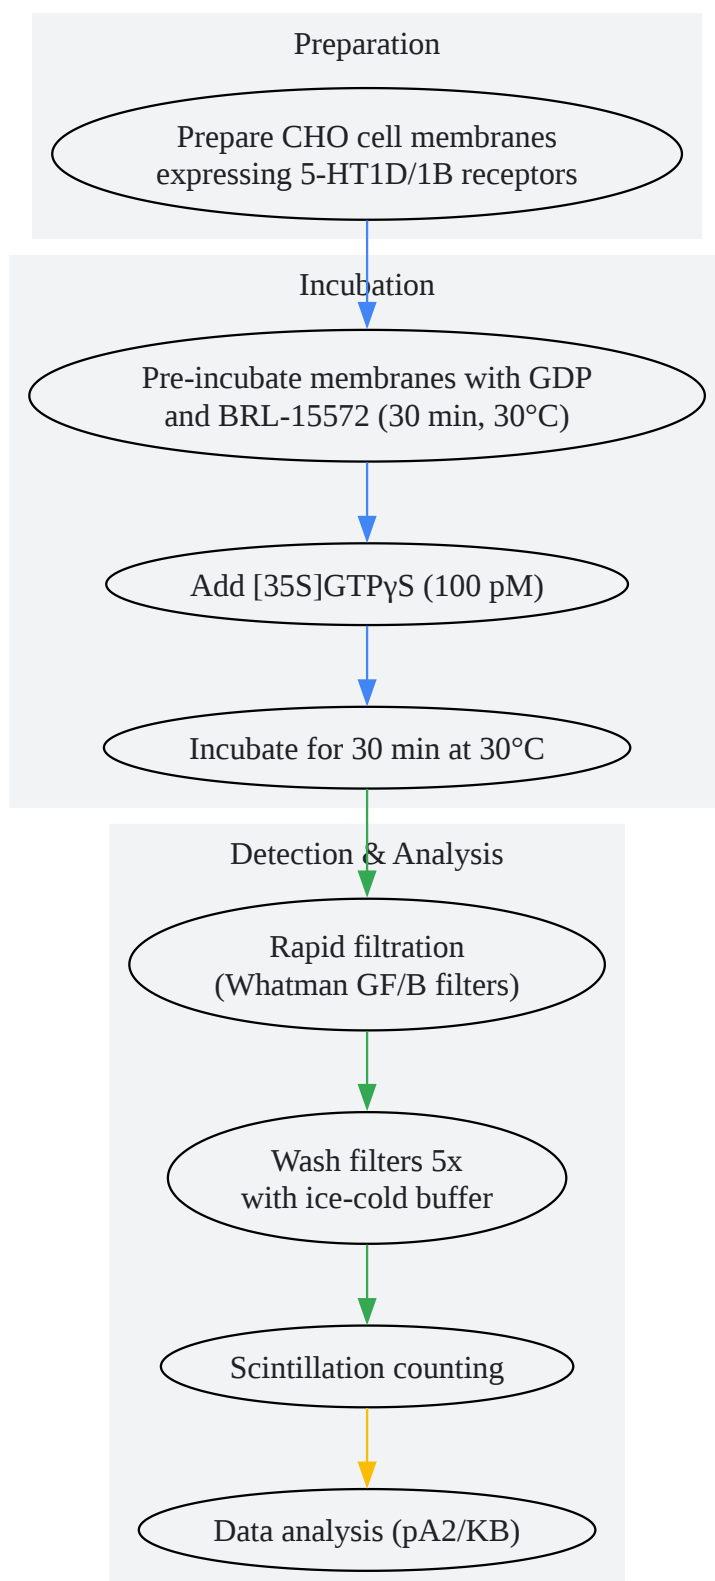 Preparation
Prepare CHO cell membranes
expressing 5-HT1D/1B receptors
Incubation
Pre-incubate membranes with GDP
and BRL-15572 (30 min, 30°C)
Add [35S]GTPγS (100 pM)
Incubate for 30 min at 30°C
Detection & Analysis
Rapid filtration
(Whatman GF/B filters)
Wash filters 5x
with ice-cold buffer
Scintillation counting
Data analysis (pA2/KB)